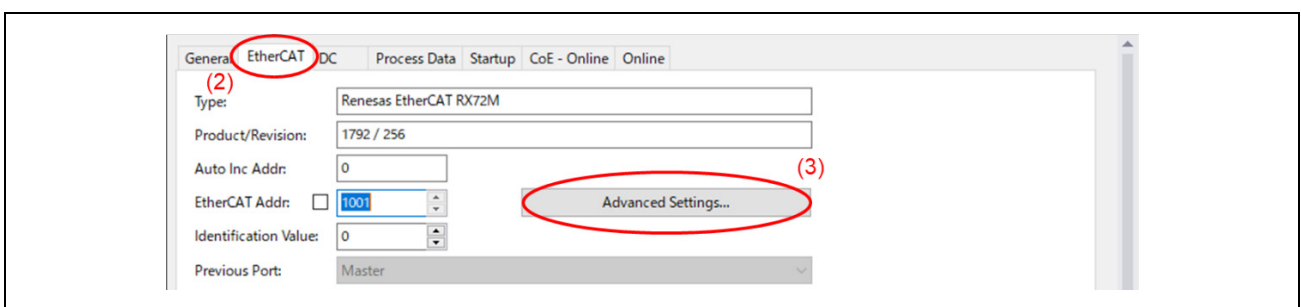 General EtherCAT DC Process Data Startup CoE - Online Online
(2)
Type: Renesas EtherCAT RX72M
Product/Revision: 1792 / 256
Auto Inc Addr: 0
(3)
EtherCAT Addr: 1001 Advanced Settings...
Identification Value: 0
Previous Port: Master